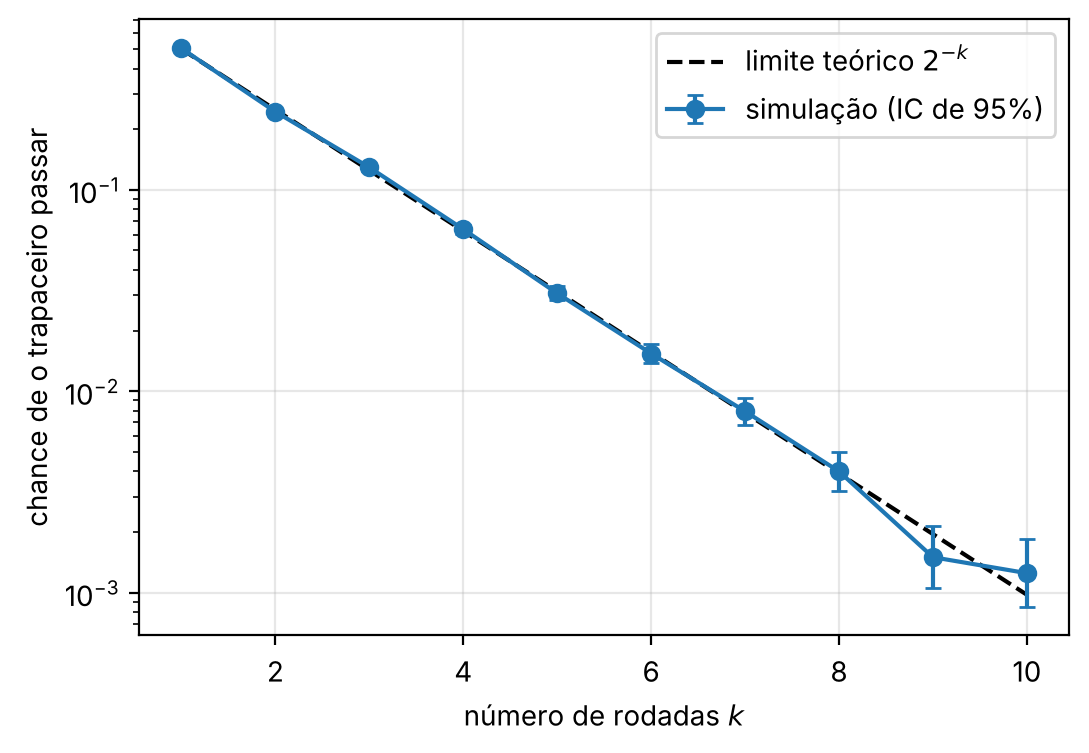 limite teórico 2⁻ᵏ
simulação (IC de 95%)
chance de o trapaceiro passar
10⁻¹
10⁻²
10⁻³
2 4 6 8 10
número de rodadas k